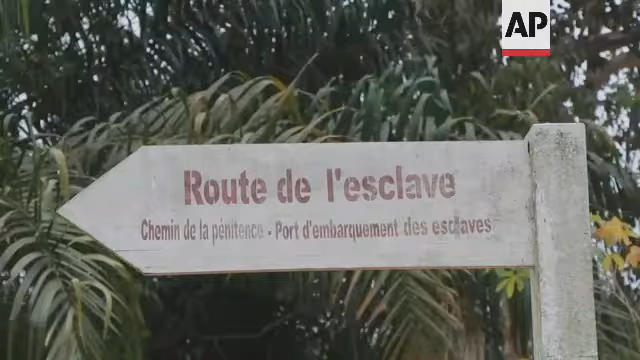 AP
Route de l'esclave
Chemin de la pénitence - Port d'embarquement des esclaves